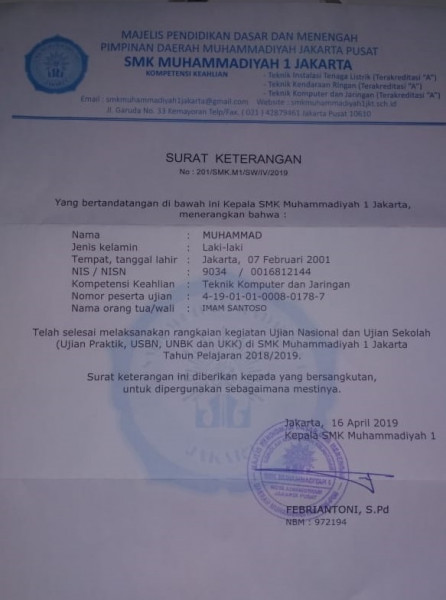 MAJELIS PENDIDIKAN DASAR DAN MENENGAH
PIMPINAN DAERAH MUHAMMADIYAH JAKARTA PUSAT
SMK MUHAMMADIYAH 1 JAKARTA
KOMPETENSI KEAHLIAN
- Teknik Instalasi Tenaga Listrik (Terakreditasi "A")
- Teknik Kendaraan Ringan (Terakreditasi "A")
- Teknik Komputer dan Jaringan (Terakreditasi "A")
Email : smkmuhammadiyah1jakarta@gmail.com Website : smkmuhammadiyah1jkt.sch.id
Jl. Garuda No. 33 Kemayoran Telp/Fax. ( 021 ) 42879461 Jakarta Pusat 10610
SURAT KETERANGAN
No : 201/SMK.M1/SW/IV/2019
Yang bertandatangan di bawah ini Kepala SMK Muhammadiyah 1 Jakarta,
menerangkan bahwa :
Nama : MUHAMMAD
Jenis kelamin : Laki-laki
Tempat, tanggal lahir : Jakarta, 07 Februari 2001
NIS / NISN : 9034 / 0016812144
Kompetensi Keahlian : Teknik Komputer dan Jaringan
Nomor peserta ujian : 4-19-01-01-0008-0178-7
Nama orang tua/wali : IMAM SANTOSO
Telah selesai melaksanakan rangkaian kegiatan Ujian Nasional dan Ujian Sekolah
(Ujian Praktik, USBN, UNBK dan UKK) di SMK Muhammadiyah 1 Jakarta
Tahun Pelajaran 2018/2019.
Surat keterangan ini diberikan kepada yang bersangkutan,
untuk dipergunakan sebagaimana mestinya.
Jakarta, 16 April 2019
Kepala SMK Muhammadiyah 1
SMK MUHAMMADIYAH 1
JAKARTA PUSAT
FEBRIANTONI, S.Pd
NBM : 972194